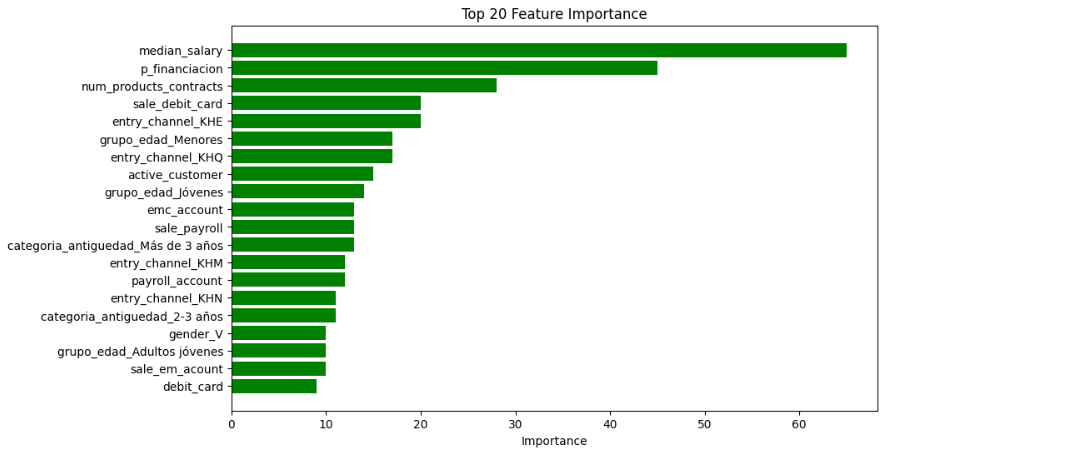 Top 20 Feature Importance
median_salary
p_financiacion
num_products_contracts
sale_debit_card
entry_channel_KHE
grupo_edad_Menores
entry_channel_KHQ
active_customer
grupo_edad_Jóvenes
emc_account
sale_payroll
categoria_antiguedad_Más de 3 años
entry_channel_KHM
payroll_account
entry_channel_KHN
categoria_antiguedad_2-3 años
gender_V
grupo_edad_Adultos jóvenes
sale_em_acount
debit_card
0 10 20 30 40 50 60
Importance